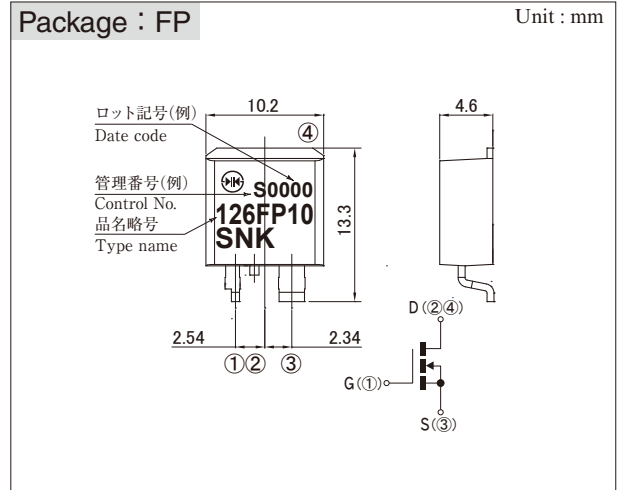 Package：FP
Unit : mm
ロット記号(例)
Date code
10.2
④
4.6
管理番号(例)
Control No.
品名略号
Type name
S0000
126FP10
SNK
13.3
2.54
①②
③
2.34
D(②④)
G(①)
S(③)